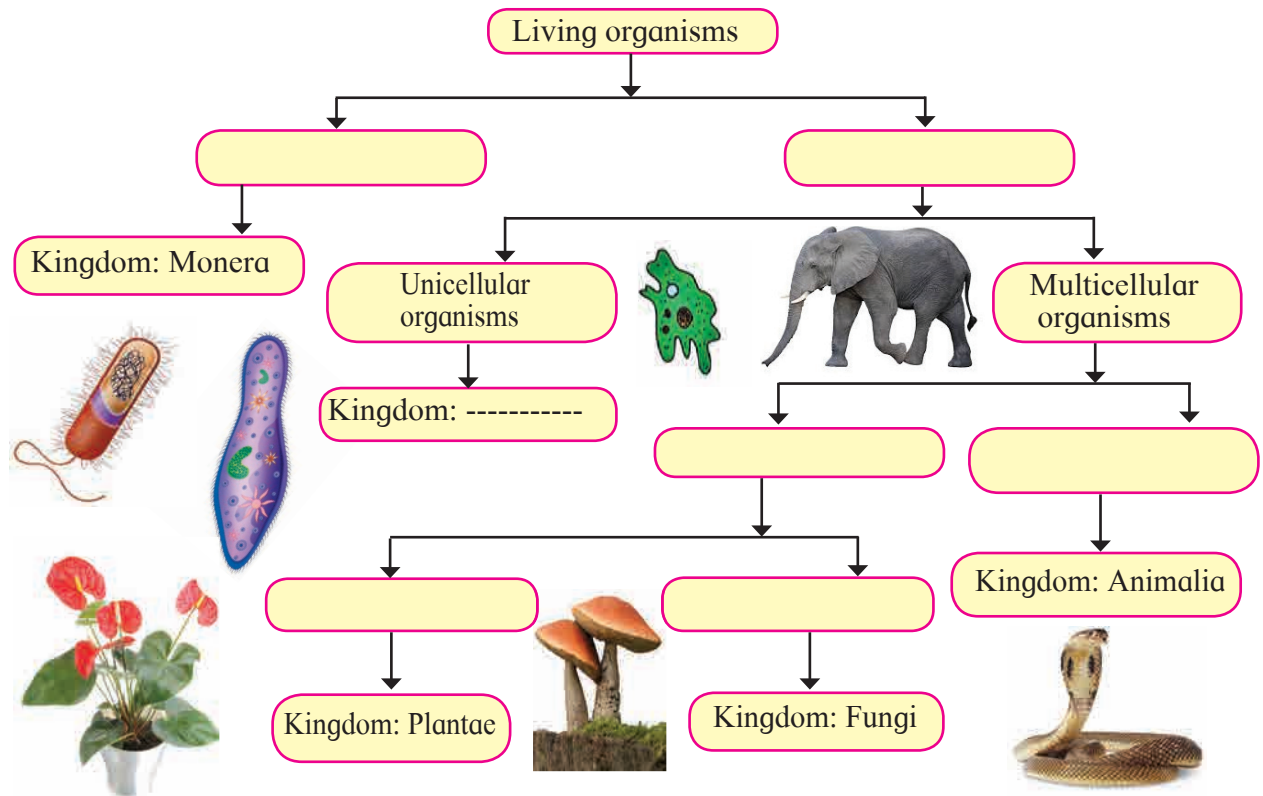 Living organisms
Kingdom: Monera
Unicellular
organisms
Multicellular
organisms
Kingdom: -----------
Kingdom: Animalia
Kingdom: Plantae
Kingdom: Fungi